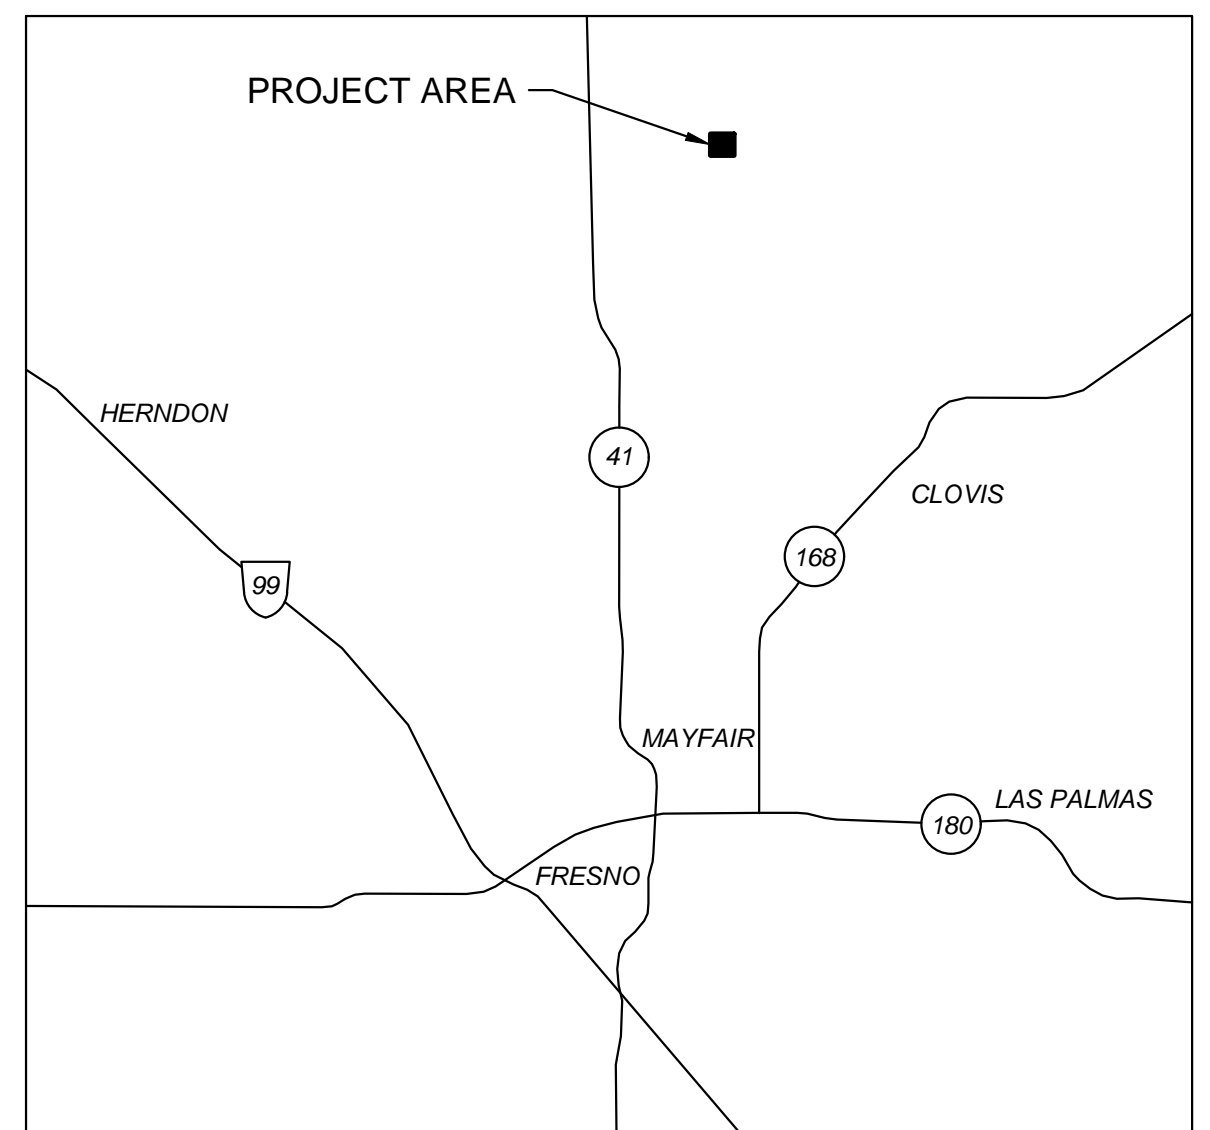 PROJECT AREA
HERNDON
41
CLOVIS
168
99
MAYFAIR
LAS PALMAS
180
FRESNO